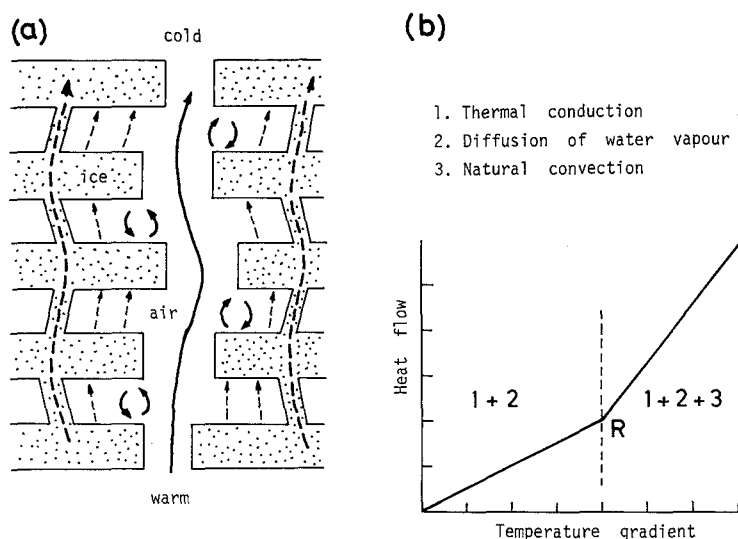 (a)
cold
ice
air
warm
(b)
1. Thermal conduction
2. Diffusion of water vapour
3. Natural convection
Heat flow
1+2
1+2+3
R
Temperature gradient